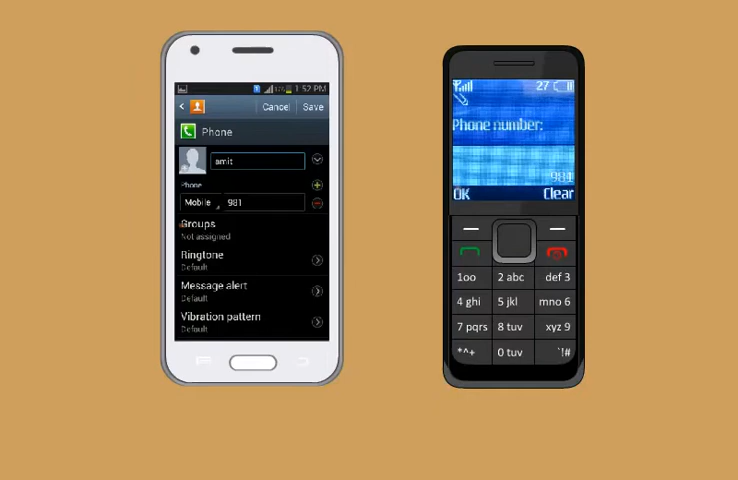 1:52 PM
Cancel Save
Phone
amit
Phone
Mobile 981
Groups
Not assigned
Ringtone
Default
Message alert
Default
Vibration pattern
Default
27
Phone number:
981
OK Clear
1oo 2 abc def 3
4 ghi 5 jkl mno 6
7 pqrs 8 tuv xyz 9
*^+ 0 tuv `!#